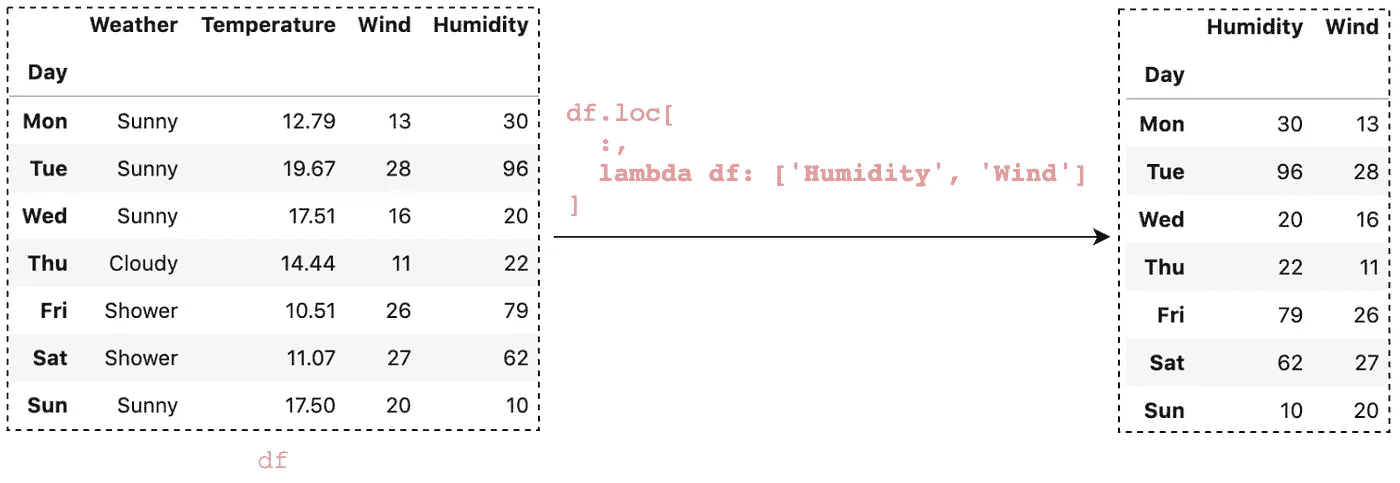 Weather Temperature Wind Humidity
Day
Mon Sunny 12.79 13 30
Tue Sunny 19.67 28 96
Wed Sunny 17.51 16 20
Thu Cloudy 14.44 11 22
Fri Shower 10.51 26 79
Sat Shower 11.07 27 62
Sun Sunny 17.50 20 10
df
df.loc[
:,
lambda df: ['Humidity', 'Wind']
]
Humidity Wind
Day
Mon 30 13
Tue 96 28
Wed 20 16
Thu 22 11
Fri 79 26
Sat 62 27
Sun 10 20